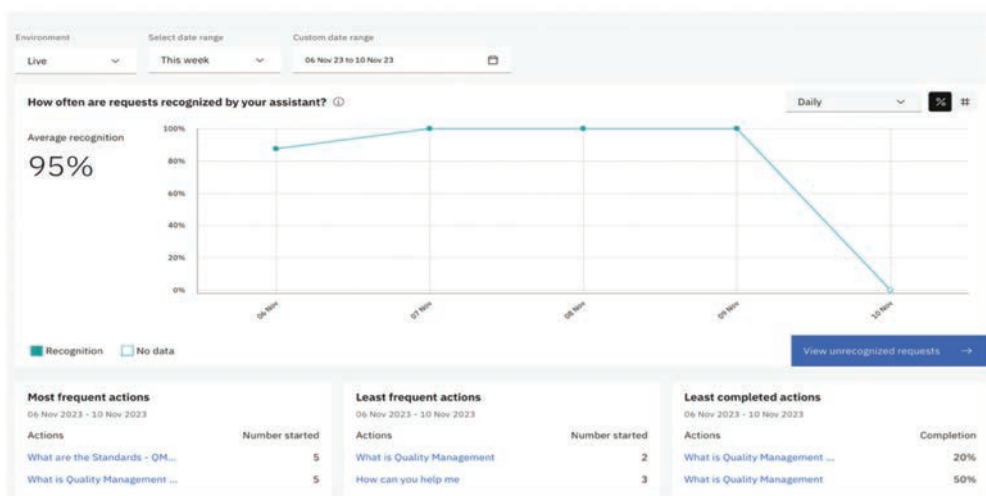 Environment Select date range Custom date range
Live This week 06 Nov 23 to 10 Nov 23
How often are requests recognized by your assistant? Daily % #
Average recognition
95%
100%
80%
60%
40%
20%
0%
06 Nov 07 Nov 08 Nov 09 Nov 10 Nov
Recognition No data
View unrecognized requests →
Most frequent actions
06 Nov 2023 - 10 Nov 2023
Actions Number started
What are the Standards - QM... 5
What is Quality Management ... 5
Least frequent actions
06 Nov 2023 - 10 Nov 2023
Actions Number started
What is Quality Management 2
How can you help me 3
Least completed actions
06 Nov 2023 - 10 Nov 2023
Actions Completion
What is Quality Management ... 20%
What is Quality Management 50%